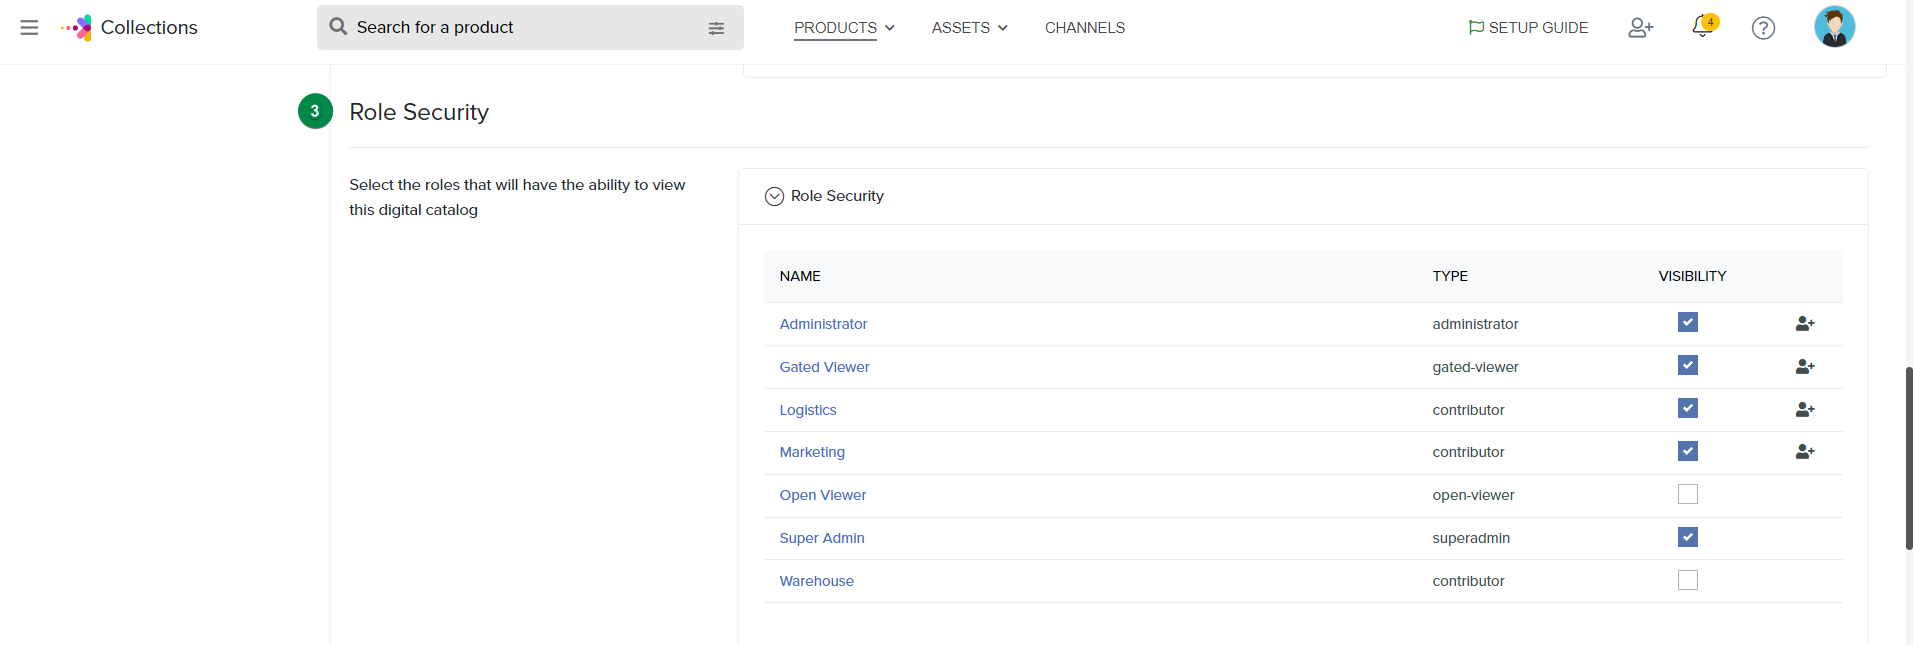 Collections
Search for a product
PRODUCTS
ASSETS
CHANNELS
SETUP GUIDE
4
?
3
Role Security
Select the roles that will have the ability to view
this digital catalog
Role Security
NAME TYPE VISIBILITY
Administrator administrator
Gated Viewer gated-viewer
Logistics contributor
Marketing contributor
Open Viewer open-viewer
Super Admin superadmin
Warehouse contributor